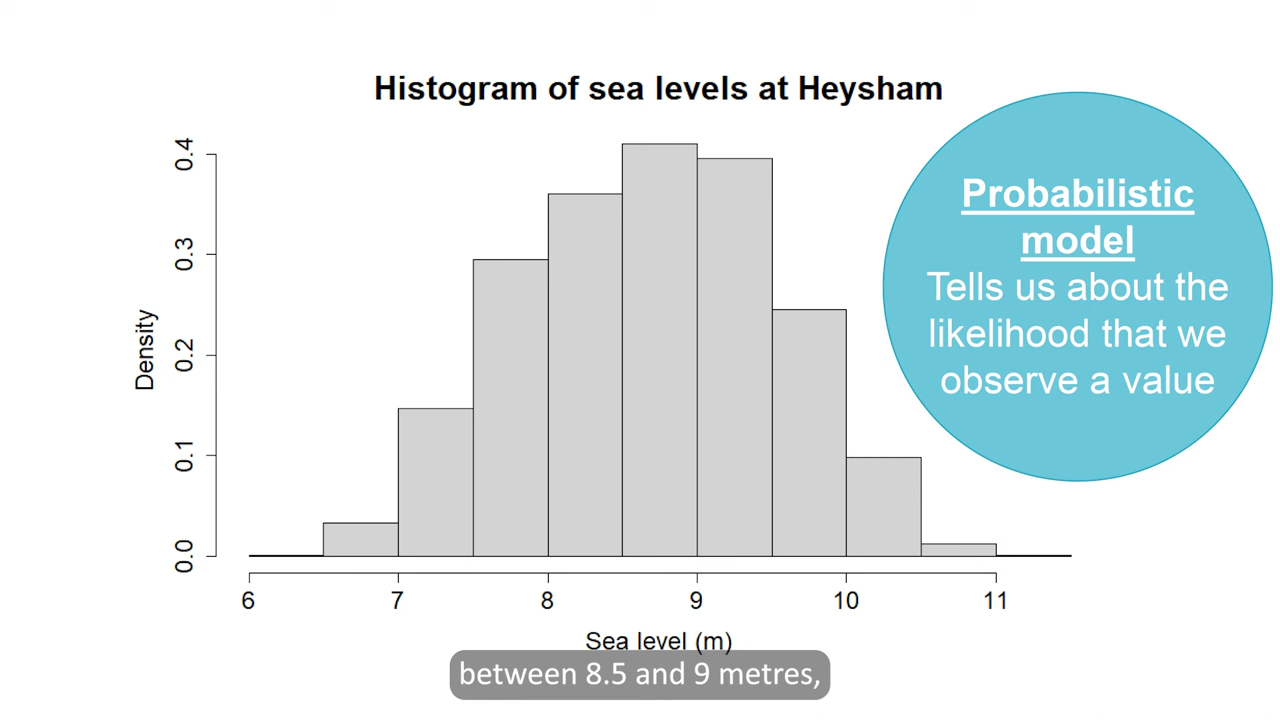 Histogram of sea levels at Heysham
Probabilistic
model
Tells us about the
likelihood that we
observe a value
Density
0.4
0.3
0.2
0.1
0.0
6 7 8 9 10 11
Sea level (m)
between 8.5 and 9 metres,